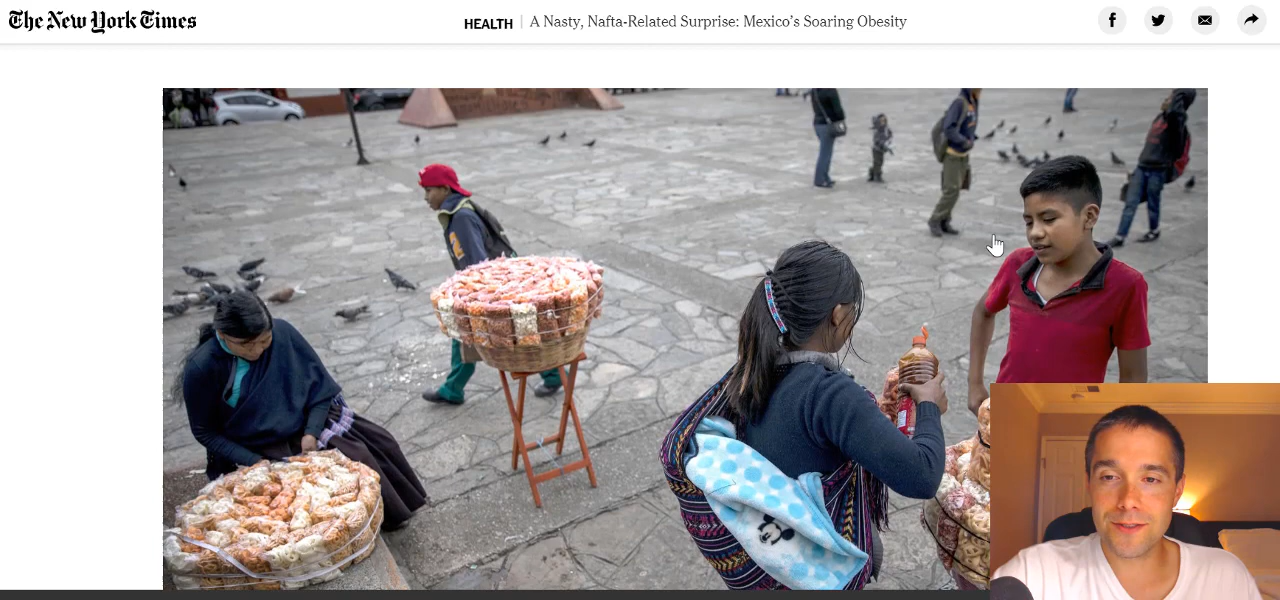 The New York Times
HEALTH | A Nasty, Nafta-Related Surprise: Mexico's Soaring Obesity